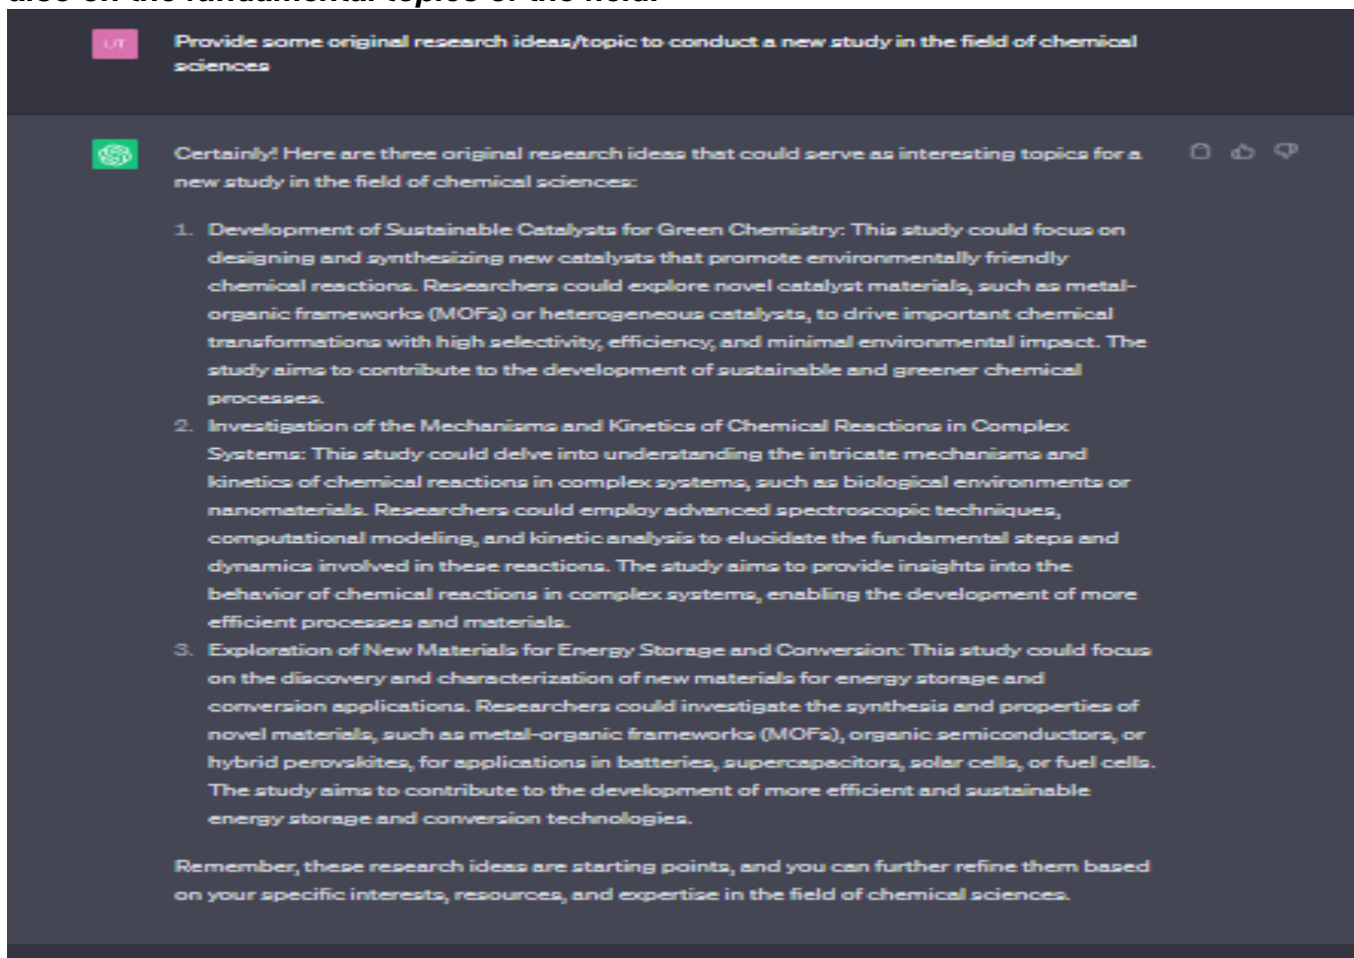 also on the fundamental topics of the field.
UT
Provide some original research ideas/topic to conduct a new study in the field of chemical
sciences
Certainly! Here are three original research ideas that could serve as interesting topics for a
new study in the field of chemical sciences:
1. Development of Sustainable Catalysts for Green Chemistry: This study could focus on
designing and synthesizing new catalysts that promote environmentally friendly
chemical reactions. Researchers could explore novel catalyst materials, such as metal-
organic frameworks (MOFs) or heterogeneous catalysts, to drive important chemical
transformations with high selectivity, efficiency, and minimal environmental impact. The
study aims to contribute to the development of sustainable and greener chemical
processes.
2. Investigation of the Mechanisms and Kinetics of Chemical Reactions in Complex
Systems: This study could delve into understanding the intricate mechanisms and
kinetics of chemical reactions in complex systems, such as biological environments or
nanomaterials. Researchers could employ advanced spectroscopic techniques,
computational modeling, and kinetic analysis to elucidate the fundamental steps and
dynamics involved in these reactions. The study aims to provide insights into the
behavior of chemical reactions in complex systems, enabling the development of more
efficient processes and materials.
3. Exploration of New Materials for Energy Storage and Conversion: This study could focus
on the discovery and characterization of new materials for energy storage and
conversion applications. Researchers could investigate the synthesis and properties of
novel materials, such as metal-organic frameworks (MOFs), organic semiconductors, or
hybrid perovskites, for applications in batteries, supercapacitors, solar cells, or fuel cells.
The study aims to contribute to the development of more efficient and sustainable
energy storage and conversion technologies.
Remember, these research ideas are starting points, and you can further refine them based
on your specific interests, resources, and expertise in the field of chemical sciences.